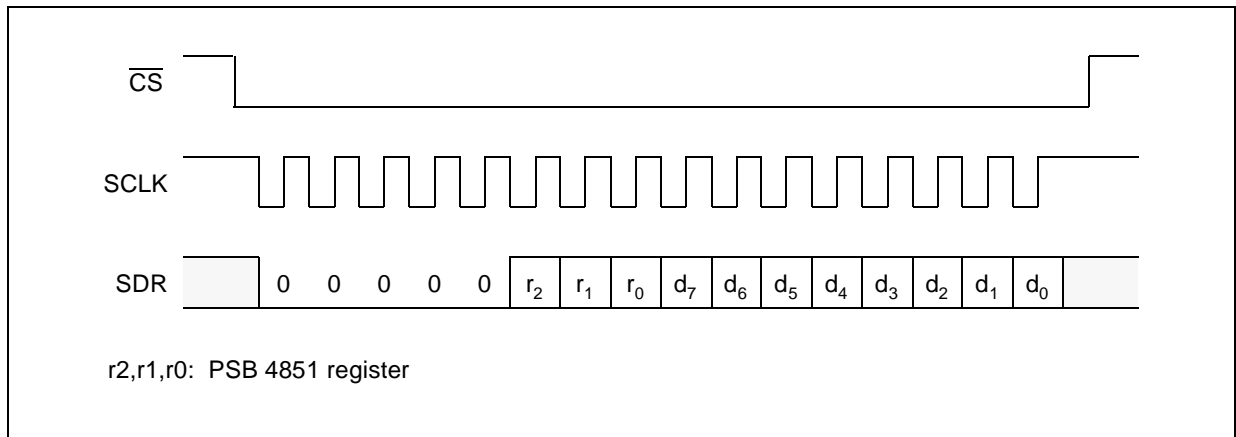 CS
SCLK
SDR 0 0 0 0 0 r2 r1 r0 d7 d6 d5 d4 d3 d2 d1 d0
r2,r1,r0: PSB 4851 register